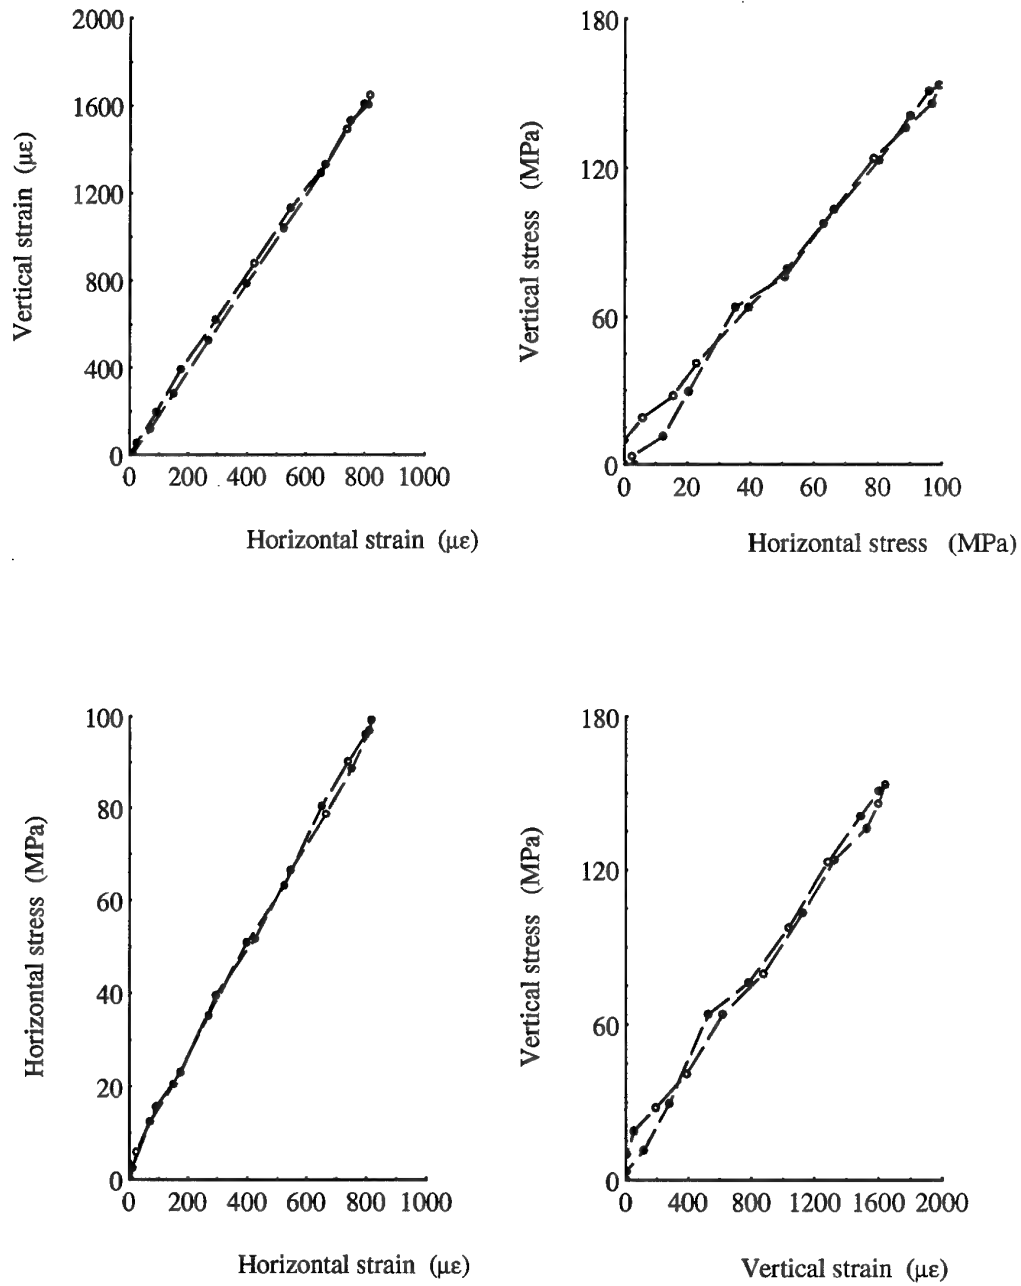 2000
1600
1200
800
400
0
0 200 400 600 800 1000
Vertical strain (με)
Horizontal strain (με)
180
120
60
0
0 20 40 60 80 100
Vertical stress (MPa)
Horizontal stress (MPa)
100
80
60
40
20
0
0 200 400 600 800 1000
Horizontal stress (MPa)
Horizontal strain (με)
180
120
60
0
0 400 800 1200 1600 2000
Vertical stress (MPa)
Vertical strain (με)